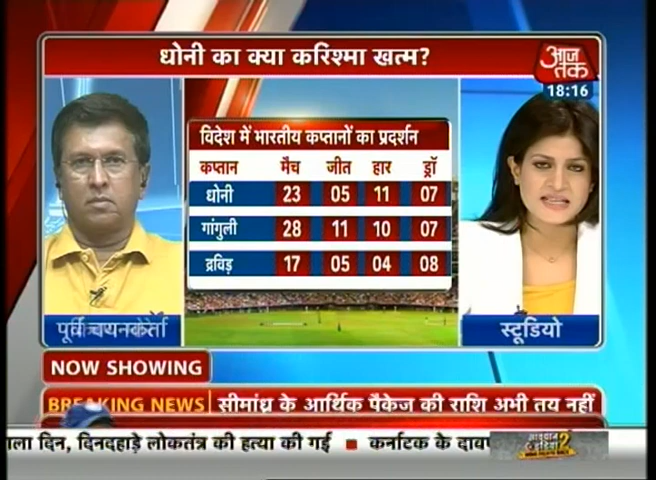 धोनी का क्या करिश्मा खत्म?
आज तक
18:16
विदेश में भारतीय कप्तानों का प्रदर्शन
कप्तान मैच जीत हार ड्रॉ
धोनी 23 05 11 07
गांगुली 28 11 10 07
द्रविड़ 17 05 04 08
पूर्व चयनकर्ता
स्टूडियो
NOW SHOWING
BREAKING NEWS सीमांध्र के आर्थिक पैकेज की राशि अभी तय नहीं
ला दिन, दिनदहाड़े लोकतंत्र की हत्या की गई ■ कर्नाटक के दावण